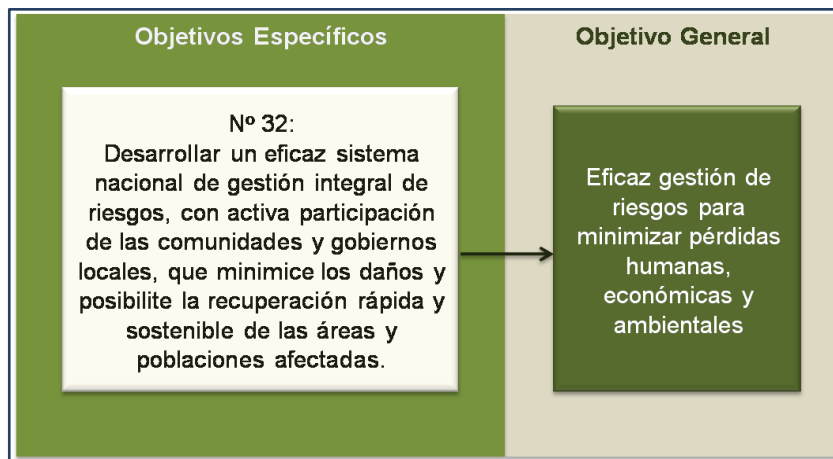 Objetivos Específicos
Objetivo General
Nº 32:
Desarrollar un eficaz sistema
nacional de gestión integral de
riesgos, con activa participación
de las comunidades y gobiernos
locales, que minimice los daños y
posibilite la recuperación rápida y
sostenible de las áreas y
poblaciones afectadas.
Eficaz gestión de
riesgos para
minimizar pérdidas
humanas,
económicas y
ambientales